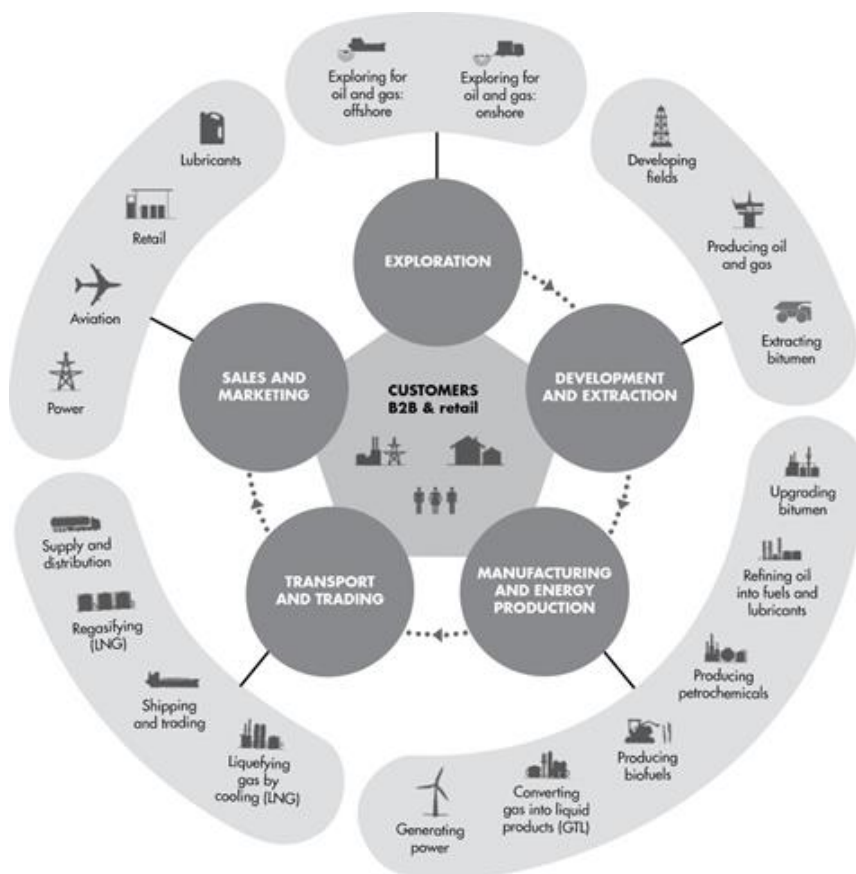 Exploring for
oil and gas:
offshore
Exploring for
oil and gas:
onshore
EXPLORATION
Developing
fields
Producing oil
and gas
Extracting
bitumen
DEVELOPMENT
AND EXTRACTION
Upgrading
bitumen
Refining oil
into fuels and
lubricants
Producing
petrochemicals
Producing
biofuels
Converting
gas into liquid
products (GTL)
Generating
power
MANUFACTURING
AND ENERGY
PRODUCTION
Liquefying
gas by
cooling (LNG)
Shipping
and trading
Regasifying
(LNG)
Supply and
distribution
TRANSPORT
AND TRADING
Power
Aviation
Retail
Lubricants
SALES AND
MARKETING
CUSTOMERS
B2B & retail